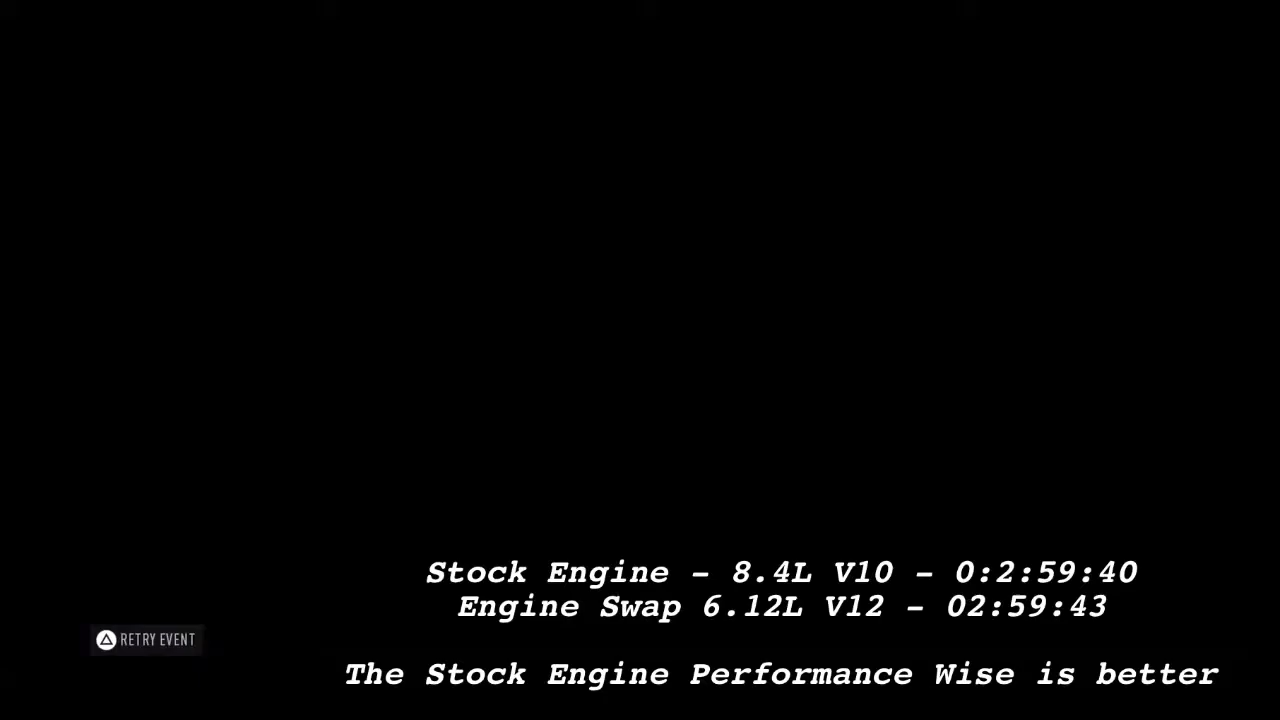 Stock Engine - 8.4L V10 - 0:2:59:40
Engine Swap 6.12L V12 - 02:59:43
RETRY EVENT
The Stock Engine Performance Wise is better